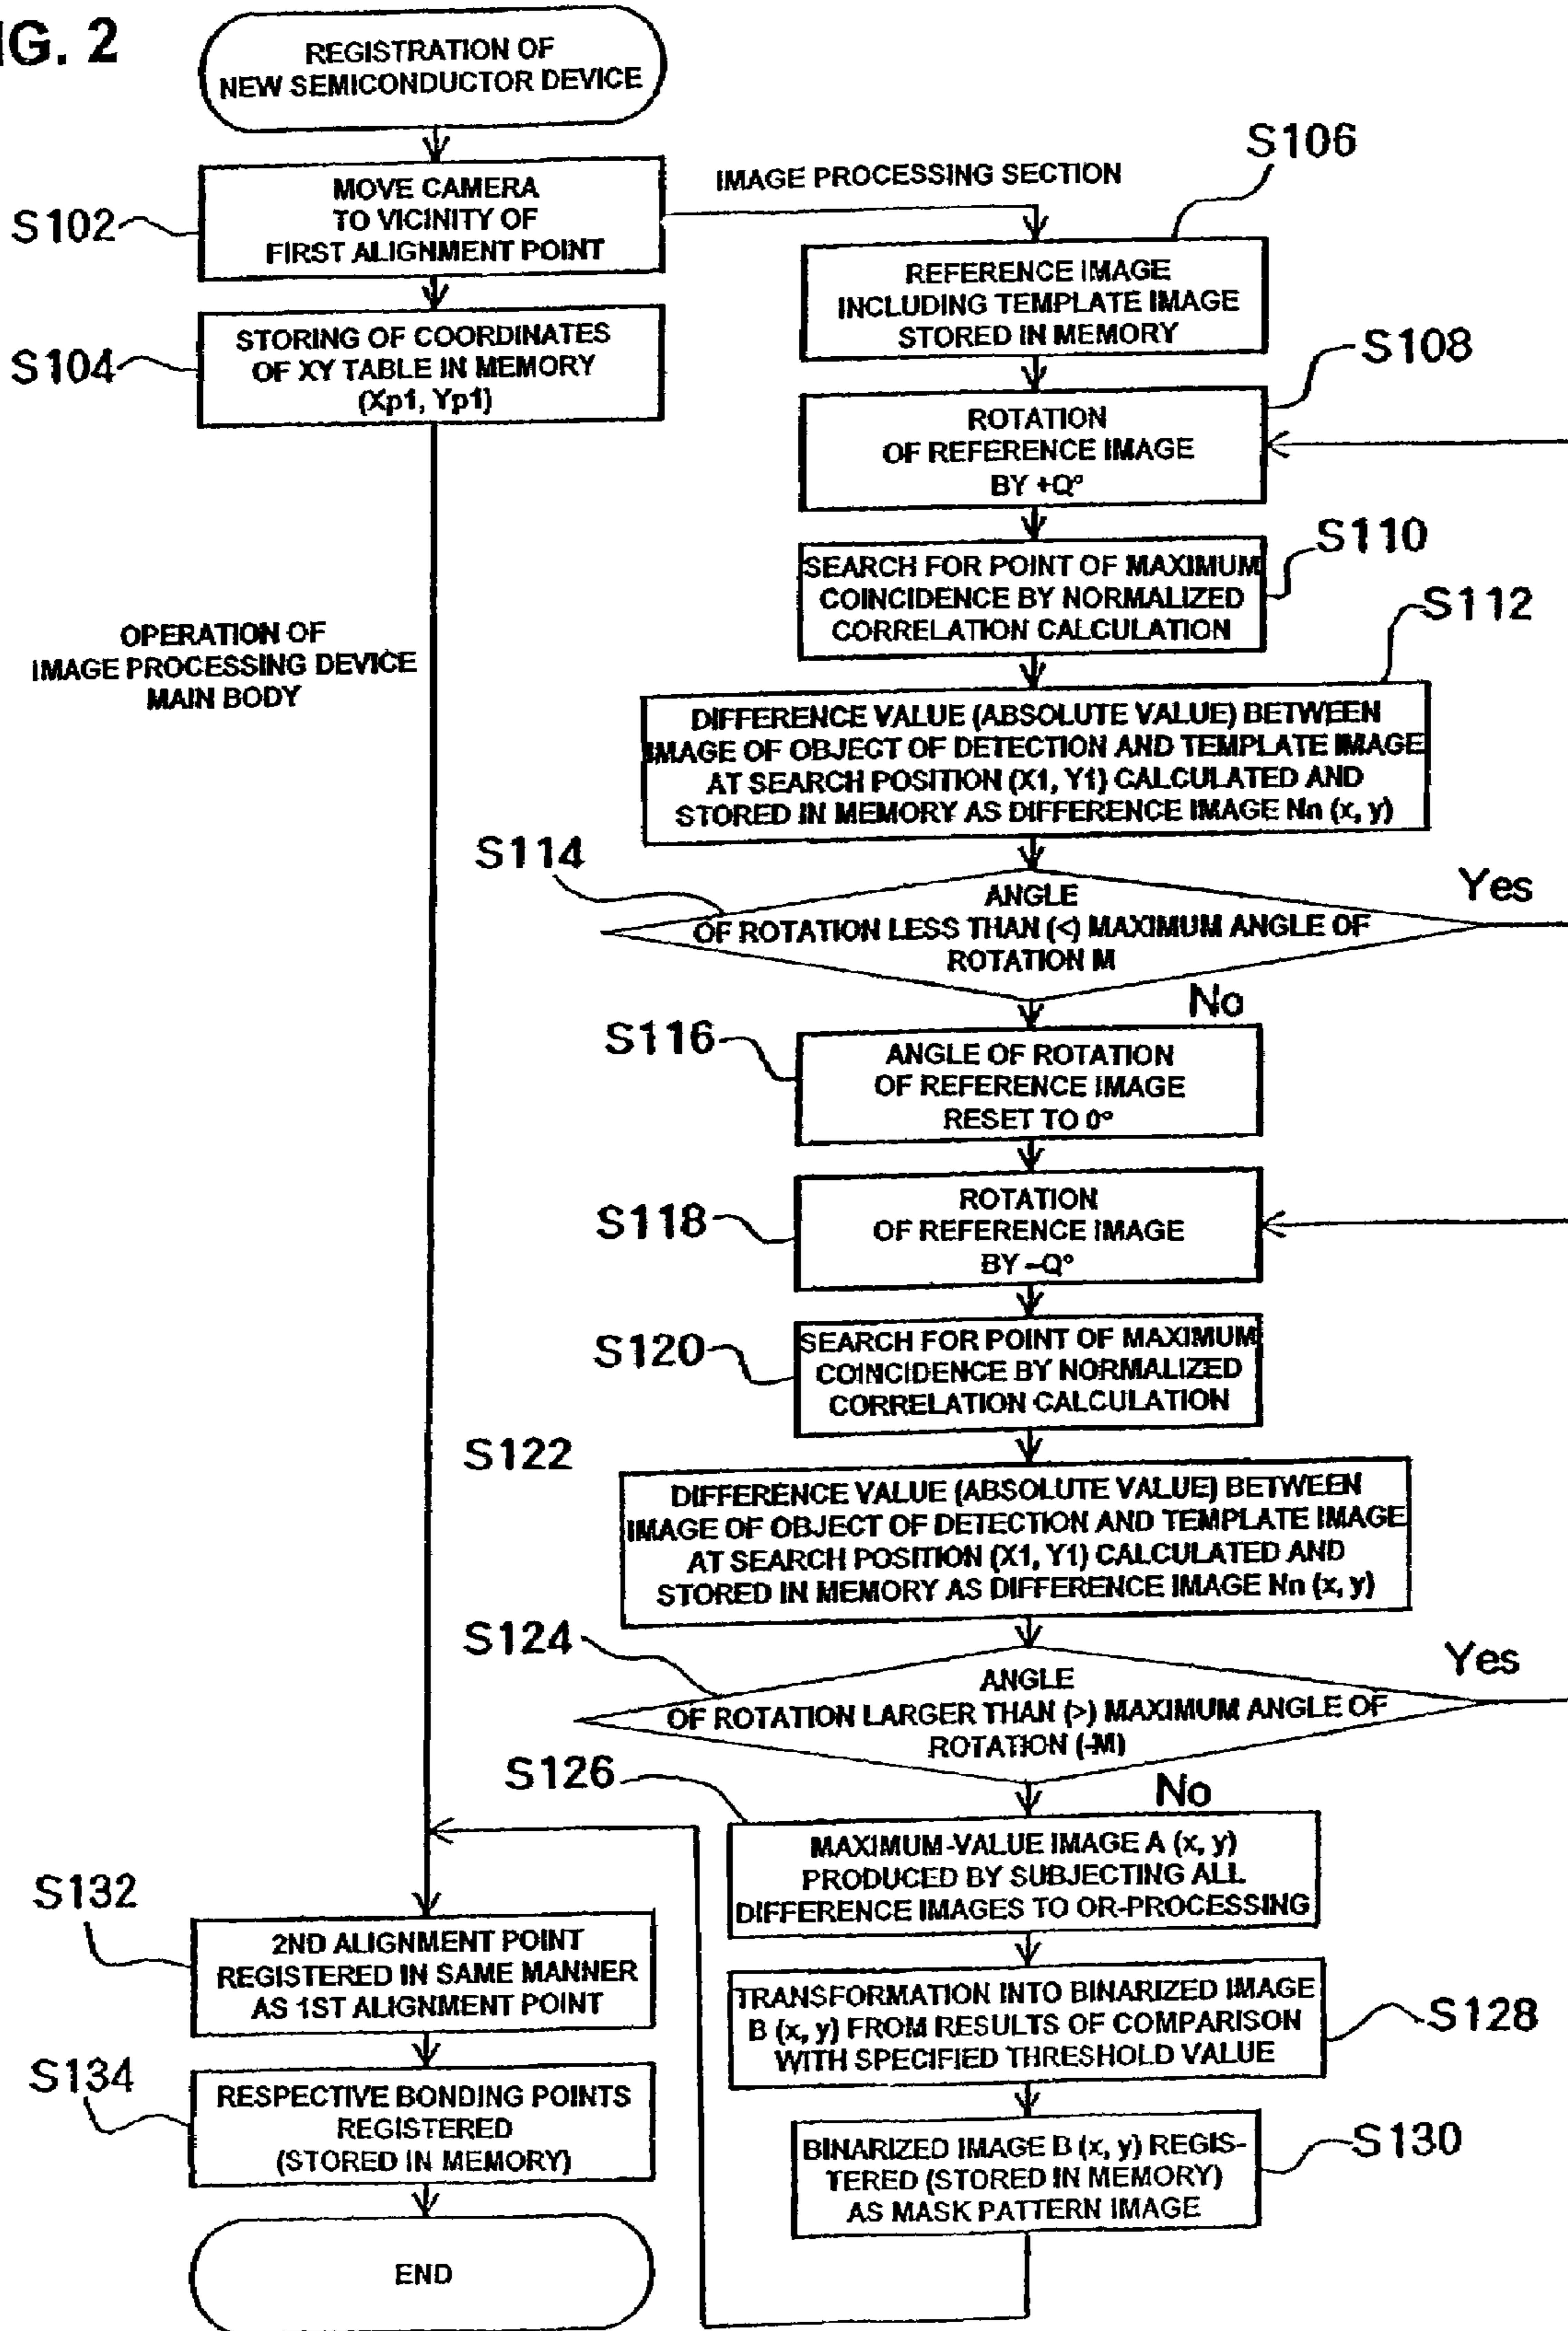 IG. 2
REGISTRATION OF
NEW SEMICONDUCTOR DEVICE
S102
MOVE CAMERA
TO VICINITY OF
FIRST ALIGNMENT POINT
IMAGE PROCESSING SECTION
S104
STORING OF COORDINATES
OF XY TABLE IN MEMORY
(Xp1, Yp1)
OPERATION OF
IMAGE PROCESSING DEVICE
MAIN BODY
S106
REFERENCE IMAGE
INCLUDING TEMPLATE IMAGE
STORED IN MEMORY
S108
ROTATION
OF REFERENCE IMAGE
BY +Q°
S110
SEARCH FOR POINT OF MAXIMUM
COINCIDENCE BY NORMALIZED
CORRELATION CALCULATION
S112
DIFFERENCE VALUE (ABSOLUTE VALUE) BETWEEN
IMAGE OF OBJECT OF DETECTION AND TEMPLATE IMAGE
AT SEARCH POSITION (X1, Y1) CALCULATED AND
STORED IN MEMORY AS DIFFERENCE IMAGE Nn (x, y)
S114
ANGLE
OF ROTATION LESS THAN (<) MAXIMUM ANGLE OF
ROTATION M
Yes
No
S116
ANGLE OF ROTATION
OF REFERENCE IMAGE
RESET TO 0°
S118
ROTATION
OF REFERENCE IMAGE
BY –Q°
S120
SEARCH FOR POINT OF MAXIMUM
COINCIDENCE BY NORMALIZED
CORRELATION CALCULATION
S122
DIFFERENCE VALUE (ABSOLUTE VALUE) BETWEEN
IMAGE OF OBJECT OF DETECTION AND TEMPLATE IMAGE
AT SEARCH POSITION (X1, Y1) CALCULATED AND
STORED IN MEMORY AS DIFFERENCE IMAGE Nn (x, y)
S124
ANGLE
OF ROTATION LARGER THAN (>) MAXIMUM ANGLE OF
ROTATION (-M)
Yes
No
S126
MAXIMUM-VALUE IMAGE A (x, y)
PRODUCED BY SUBJECTING ALL
DIFFERENCE IMAGES TO OR-PROCESSING
S128
TRANSFORMATION INTO BINARIZED IMAGE
B (x, y) FROM RESULTS OF COMPARISON
WITH SPECIFIED THRESHOLD VALUE
S130
BINARIZED IMAGE B (x, y) REGIS-
TERED (STORED IN MEMORY)
AS MASK PATTERN IMAGE
S132
2ND ALIGNMENT POINT
REGISTERED IN SAME MANNER
AS 1ST ALIGNMENT POINT
S134
RESPECTIVE BONDING POINTS
REGISTERED
(STORED IN MEMORY)
END